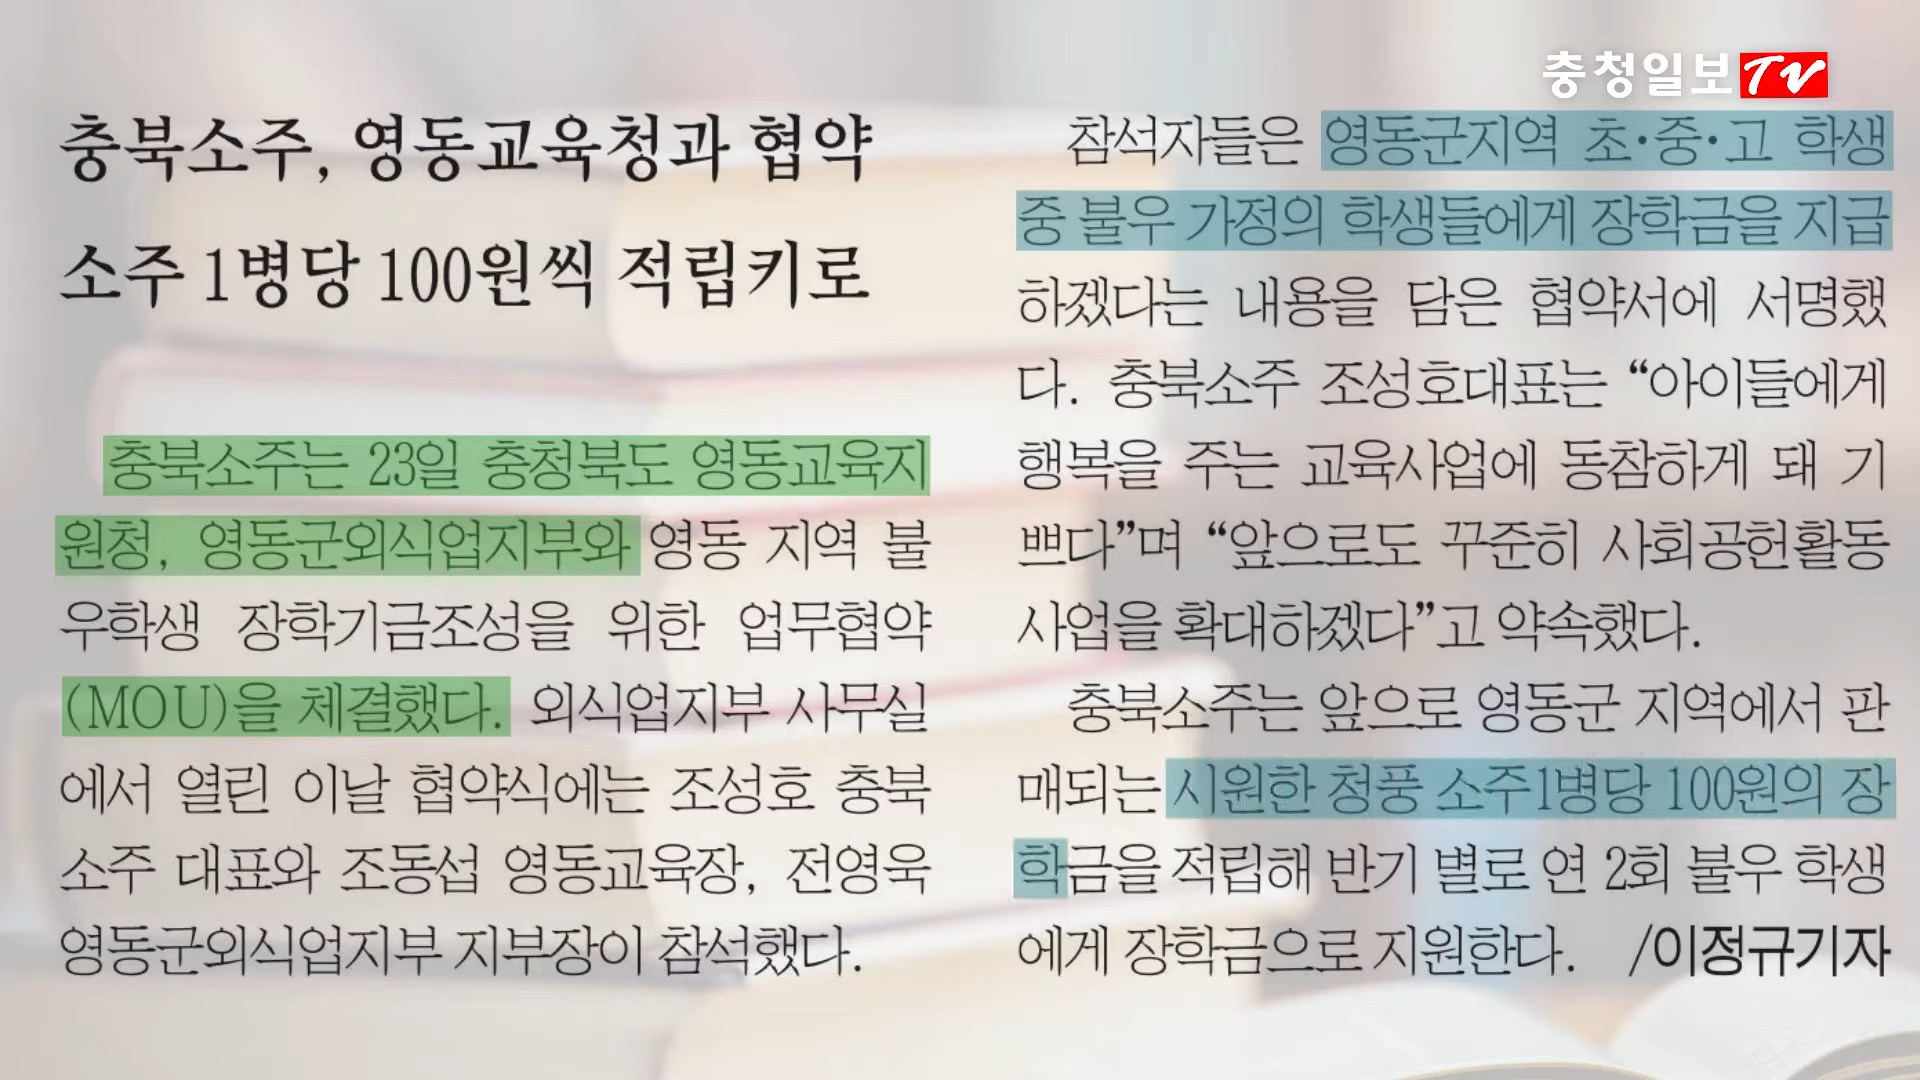 충청일보TV
충북소주, 영동교육청과 협약
소주 1병당 100원씩 적립키로
충북소주는 23일 충청북도 영동교육지
원청, 영동군외식업지부와 영동 지역 불
우학생 장학기금조성을 위한 업무협약
(MOU)을 체결했다. 외식업지부 사무실
에서 열린 이날 협약식에는 조성호 충북
소주 대표와 조동섭 영동교육장, 전영욱
영동군외식업지부 지부장이 참석했다.
참석자들은 영동군지역 초·중·고 학생
중 불우 가정의 학생들에게 장학금을 지급
하겠다는 내용을 담은 협약서에 서명했
다. 충북소주 조성호대표는 “아이들에게
행복을 주는 교육사업에 동참하게 돼 기
쁘다”며 “앞으로도 꾸준히 사회공헌활동
사업을 확대하겠다”고 약속했다.
충북소주는 앞으로 영동군 지역에서 판
매되는 시원한 청풍 소주1병당 100원의 장
학금을 적립해 반기 별로 연 2회 불우 학생
에게 장학금으로 지원한다. /이정규기자